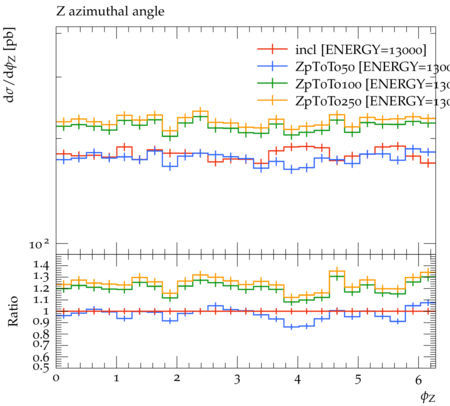 Z azimuthal angle
dσ/dϕZ [pb]
incl [ENERGY=13000]
ZpToTo50 [ENERGY=1300
ZpToTo100 [ENERGY=130
ZpToTo250 [ENERGY=130
10²
Ratio
1.4
1.3
1.2
1.1
1
0.9
0.8
0.7
0.6
0.5
0 1 2 3 4 5 6
ϕZ